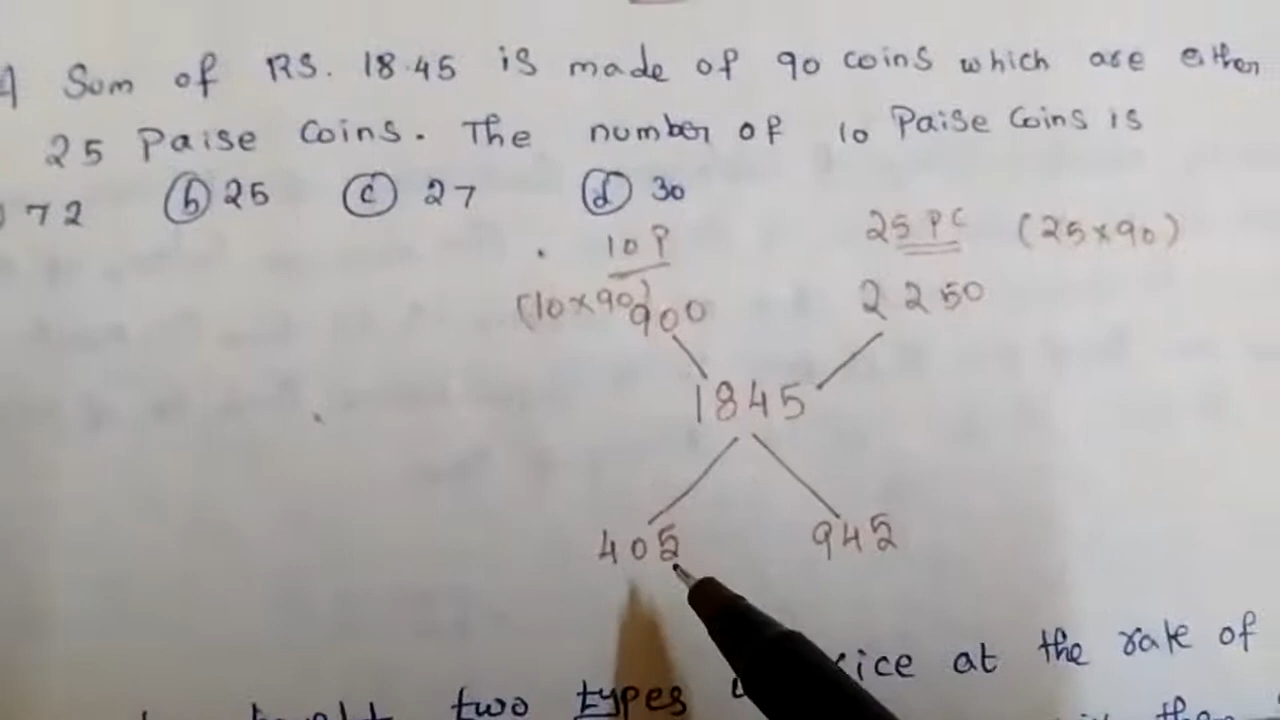 Sum of RS. 18.45 is made of 90 coins which are either
25 Paise Coins. The number of 10 Paise Coins is
72 (b) 25 (c) 27 (d) 30
10 P 25 PC (25×90)
(10×90) 900 2250
1845
405 945
rice at the rate of
two types